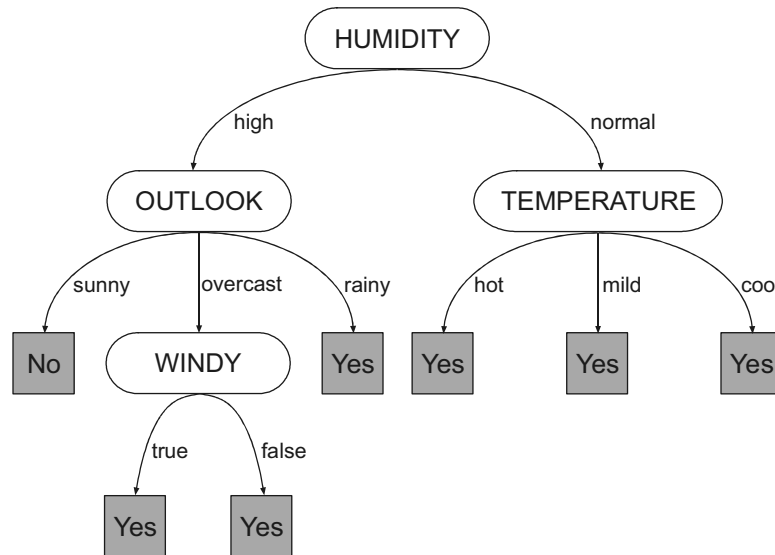 HUMIDITY
high normal
OUTLOOK TEMPERATURE
sunny overcast rainy hot mild coo
No WINDY Yes Yes Yes Yes
true false
Yes Yes